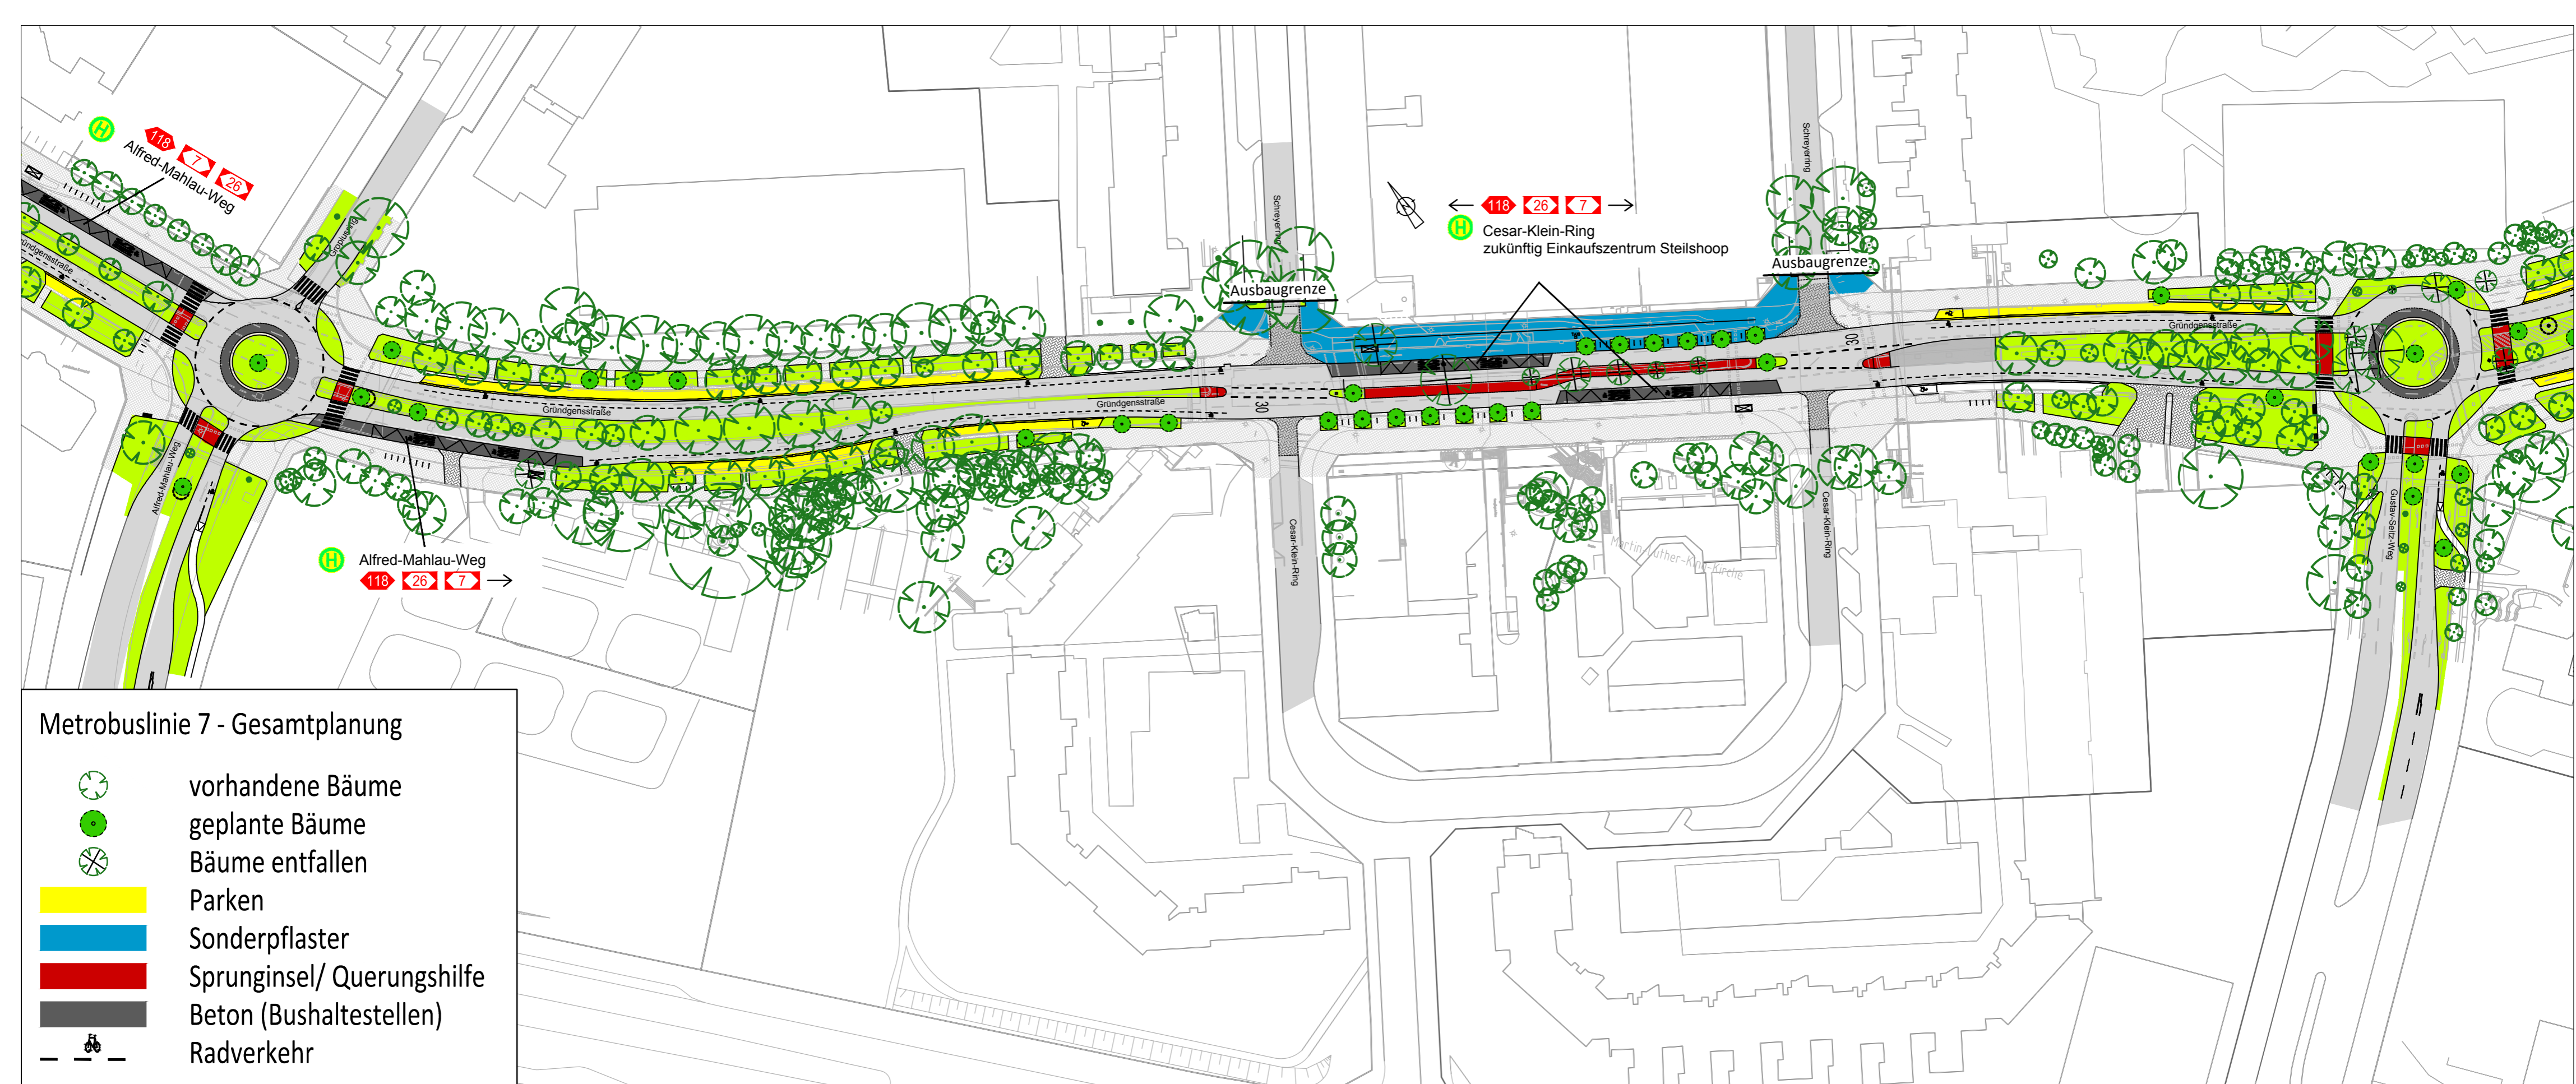 H
118
7
26
Alfred-Mahlau-Weg
Gründgensstraße
Gropiusring
Schreyerring
Schreyerring
N
118 26 7
H
Cesar-Klein-Ring
zukünftig Einkaufszentrum Steilshoop
Ausbaugrenze
Ausbaugrenze
30
30
Gründgensstraße
Gründgensstraße
Gründgensstraße
Alfred-Mahlau-Weg
Cesar-Klein-Ring
Cesar-Klein-Ring
Gustav-Seitz-Weg
Martin-Luther-King-Kirche
H
Alfred-Mahlau-Weg
118 26 7
Metrobuslinie 7 - Gesamtplanung
vorhandene Bäume
geplante Bäume
Bäume entfallen
Parken
Sonderpflaster
Sprunginsel/ Querungshilfe
Beton (Bushaltestellen)
Radverkehr